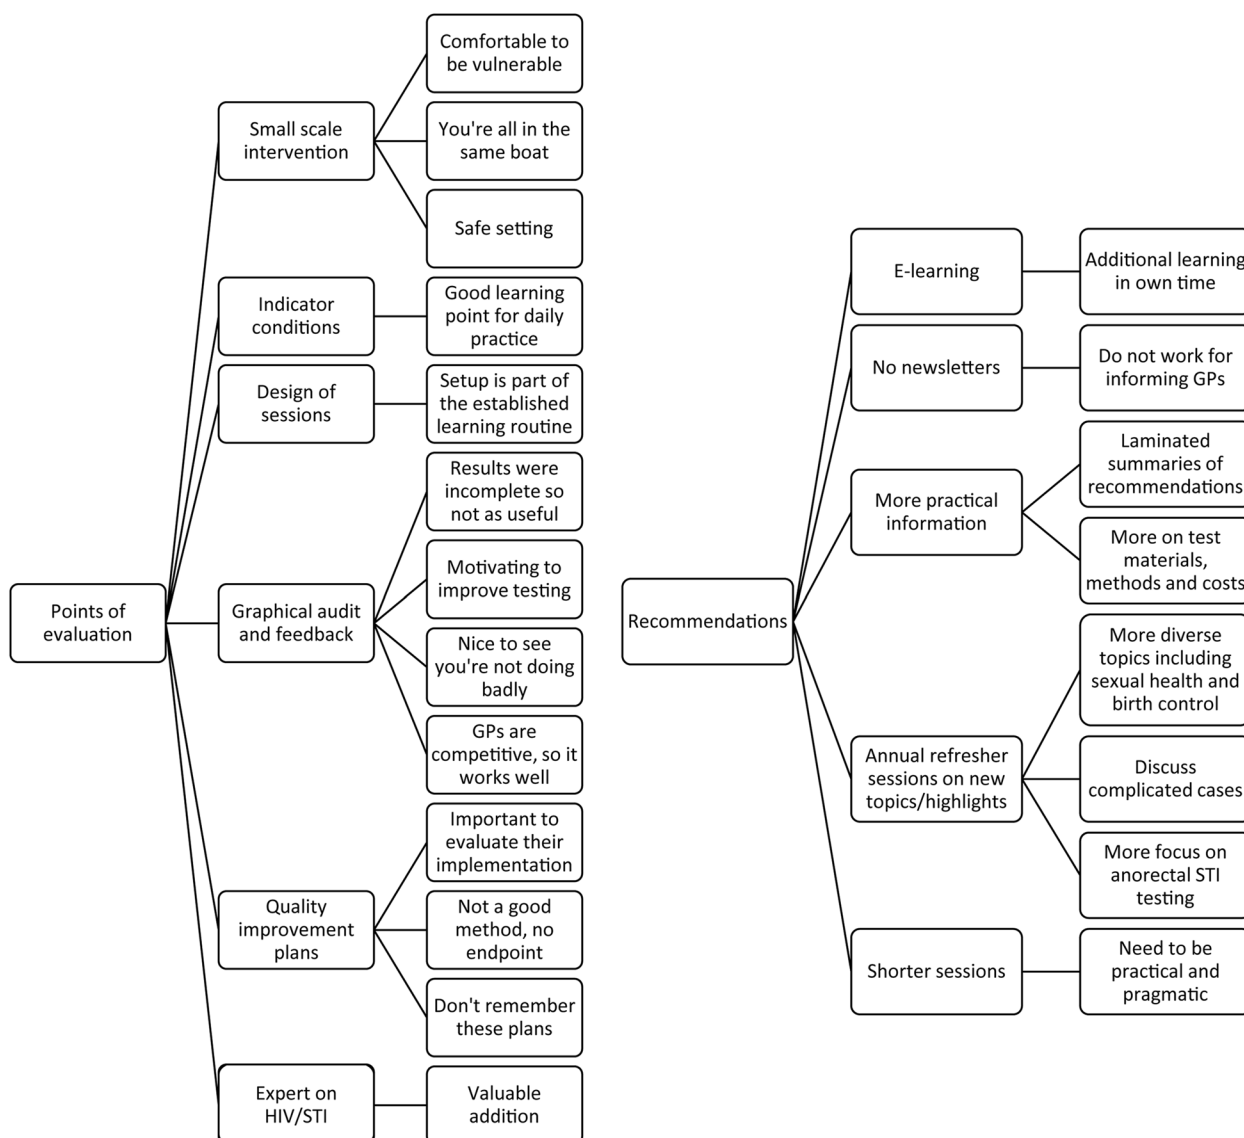 Points of
evaluation
Small scale
intervention
Comfortable to
be vulnerable
You're all in the
same boat
Safe setting
Indicator
conditions
Good learning
point for daily
practice
Design of
sessions
Setup is part of
the established
learning routine
Graphical audit
and feedback
Results were
incomplete so
not as useful
Motivating to
improve testing
Nice to see
you're not doing
badly
GPs are
competitive, so it
works well
Quality
improvement
plans
Important to
evaluate their
implementation
Not a good
method, no
endpoint
Don't remember
these plans
Expert on
HIV/STI
Valuable
addition
Recommendations
E-learning
Additional learning
in own time
No newsletters
Do not work for
informing GPs
More practical
information
Laminated
summaries of
recommendations
More on test
materials,
methods and costs
Annual refresher
sessions on new
topics/highlights
More diverse
topics including
sexual health and
birth control
Discuss
complicated cases
More focus on
anorectal STI
testing
Shorter sessions
Need to be
practical and
pragmatic